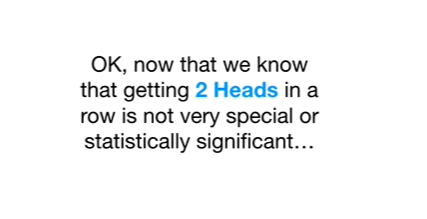 OK, now that we know
that getting 2 Heads in a
row is not very special or
statistically significant…